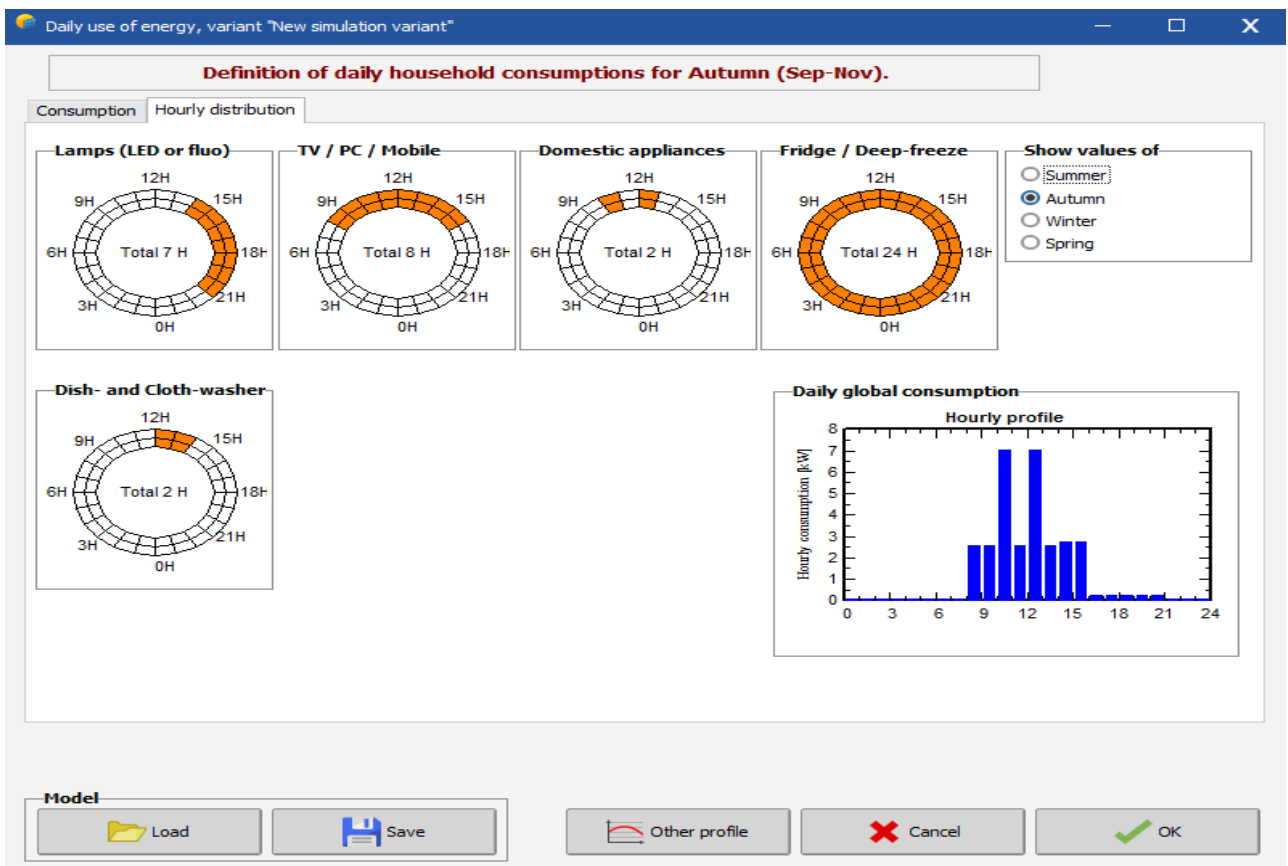 Daily use of energy, variant "New simulation variant"
Definition of daily household consumptions for Autumn (Sep-Nov).
Consumption Hourly distribution
Lamps (LED or fluo)
12H
9H 15H
6H Total 7 H 18H
3H 21H
0H
TV / PC / Mobile
12H
9H 15H
6H Total 8 H 18H
3H 21H
0H
Domestic appliances
12H
9H 15H
6H Total 2 H 18H
3H 21H
0H
Fridge / Deep-freeze
12H
9H 15H
6H Total 24 H 18H
3H 21H
0H
Show values of
Summer
Autumn
Winter
Spring
Dish- and Cloth-washer
12H
9H 15H
6H Total 2 H 18H
3H 21H
0H
Daily global consumption
Hourly profile
Hourly consumption [kW]
8
7
6
5
4
3
2
1
0
0 3 6 9 12 15 18 21 24
Model
Load Save Other profile Cancel OK